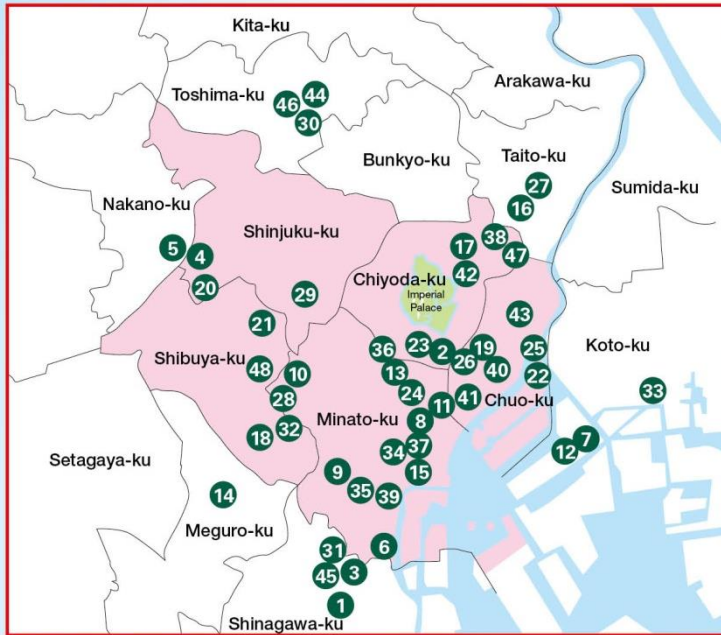 Kita-ku
Toshima-ku
46
44
30
Arakawa-ku
Bunkyo-ku
Taito-ku
27
16
Sumida-ku
Nakano-ku
5
4
20
Shinjuku-ku
29
17
38
47
42
Chiyoda-ku
Imperial
Palace
21
43
Shibuya-ku
48
10
28
32
18
36
23
2
26
19
40
25
22
Koto-ku
33
13
24
11
41
Chuo-ku
Minato-ku
8
37
34
15
7
12
9
35
39
Setagaya-ku
14
Meguro-ku
31
6
45
3
1
Shinagawa-ku